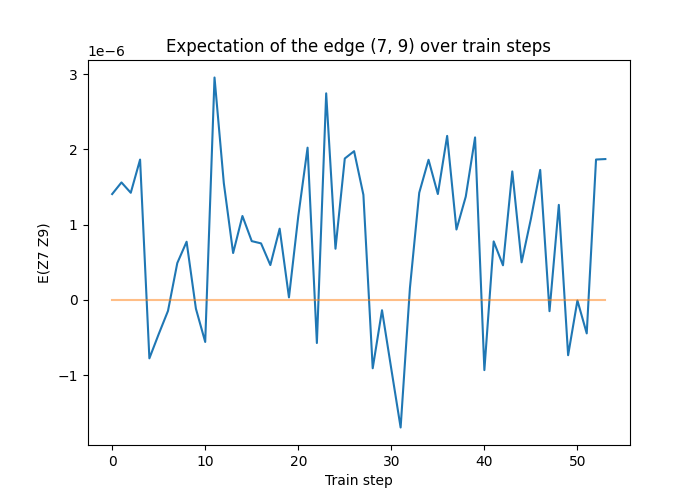 Expectation of the edge (7, 9) over train steps
1e−6
3
2
1
0
−1
E(Z7 Z9)
0 10 20 30 40 50
Train step